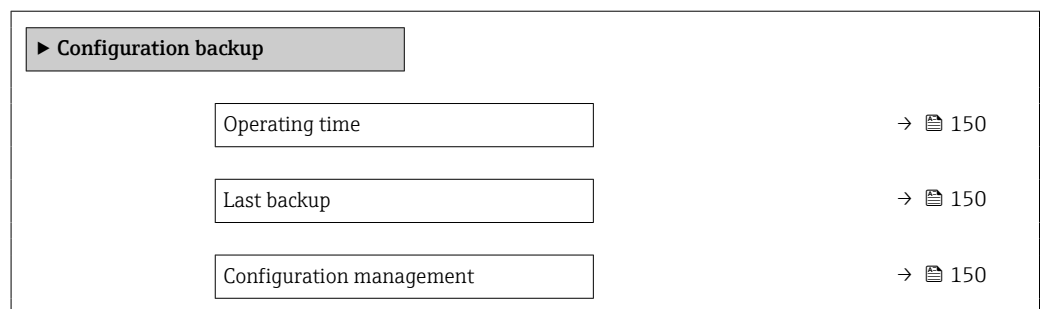 ▶ Configuration backup
Operating time → 150
Last backup → 150
Configuration management → 150